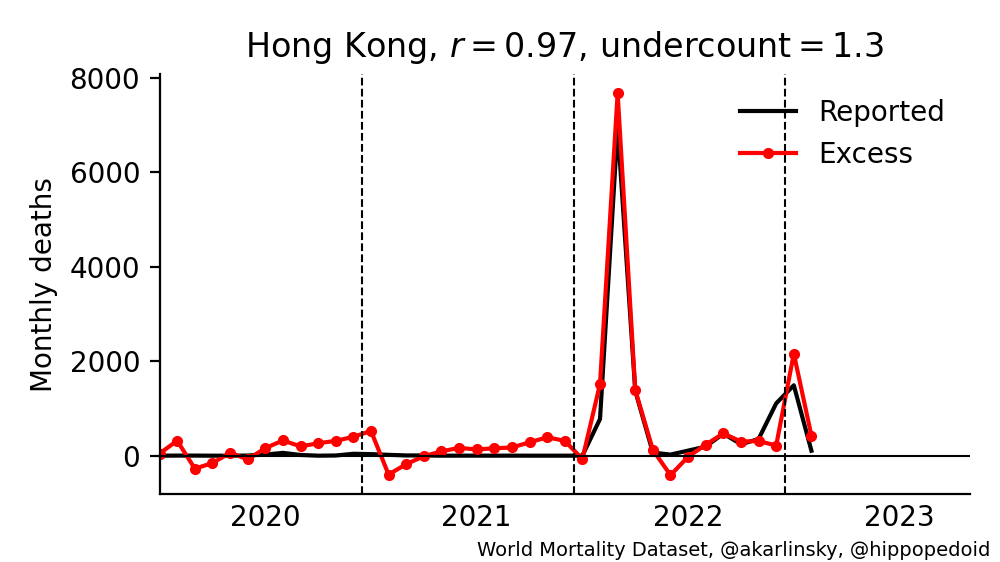 Hong Kong, r = 0.97, undercount = 1.3
8000
6000
4000
2000
0
Monthly deaths
Reported
Excess
2020 2021 2022 2023
World Mortality Dataset, @akarlinsky, @hippopedoid